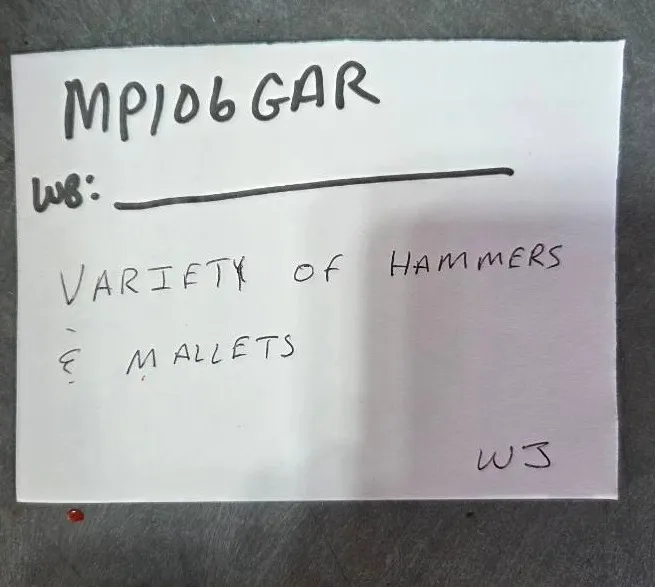 MP106GAR
WB:
VARIETY OF HAMMERS
& MALLETS
WJ